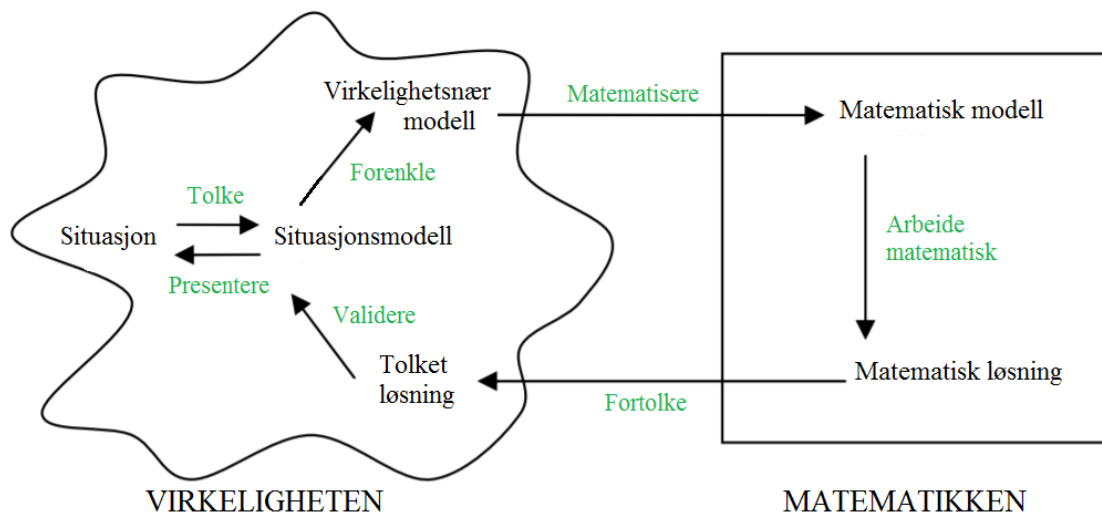 Virkelighetsnær
modell
Matematisere
Matematisk modell
Forenkle
Tolke
Situasjon
Situasjonsmodell
Arbeide
matematisk
Presentere
Validere
Tolket
løsning
Fortolke
Matematisk løsning
VIRKELIGHETEN
MATEMATIKKEN